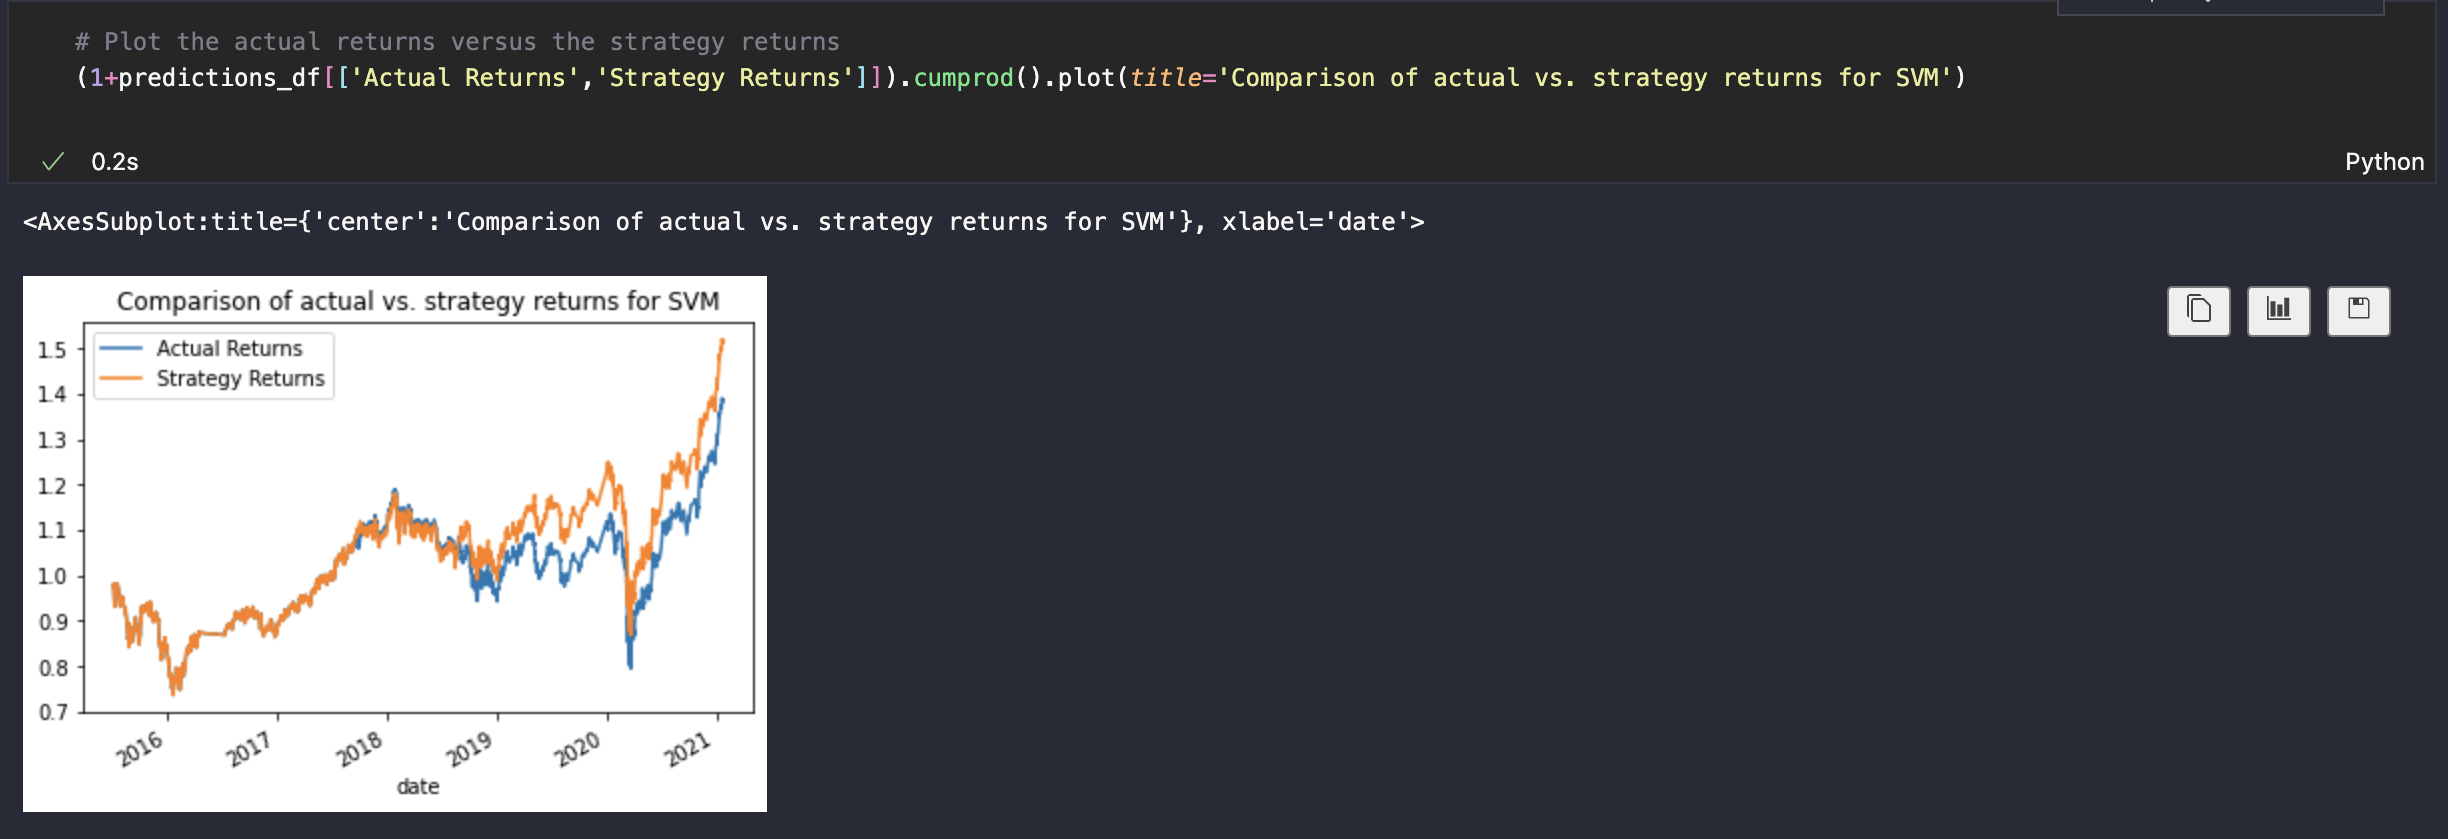 # Plot the actual returns versus the strategy returns
(1+predictions_df[['Actual Returns','Strategy Returns']]).cumprod().plot(title='Comparison of actual vs. strategy returns for SVM')
0.2s
Python
<AxesSubplot:title={'center':'Comparison of actual vs. strategy returns for SVM'}, xlabel='date'>
Comparison of actual vs. strategy returns for SVM
Actual Returns
Strategy Returns
1.5
1.4
1.3
1.2
1.1
1.0
0.9
0.8
0.7
2016 2017 2018 2019 2020 2021
date